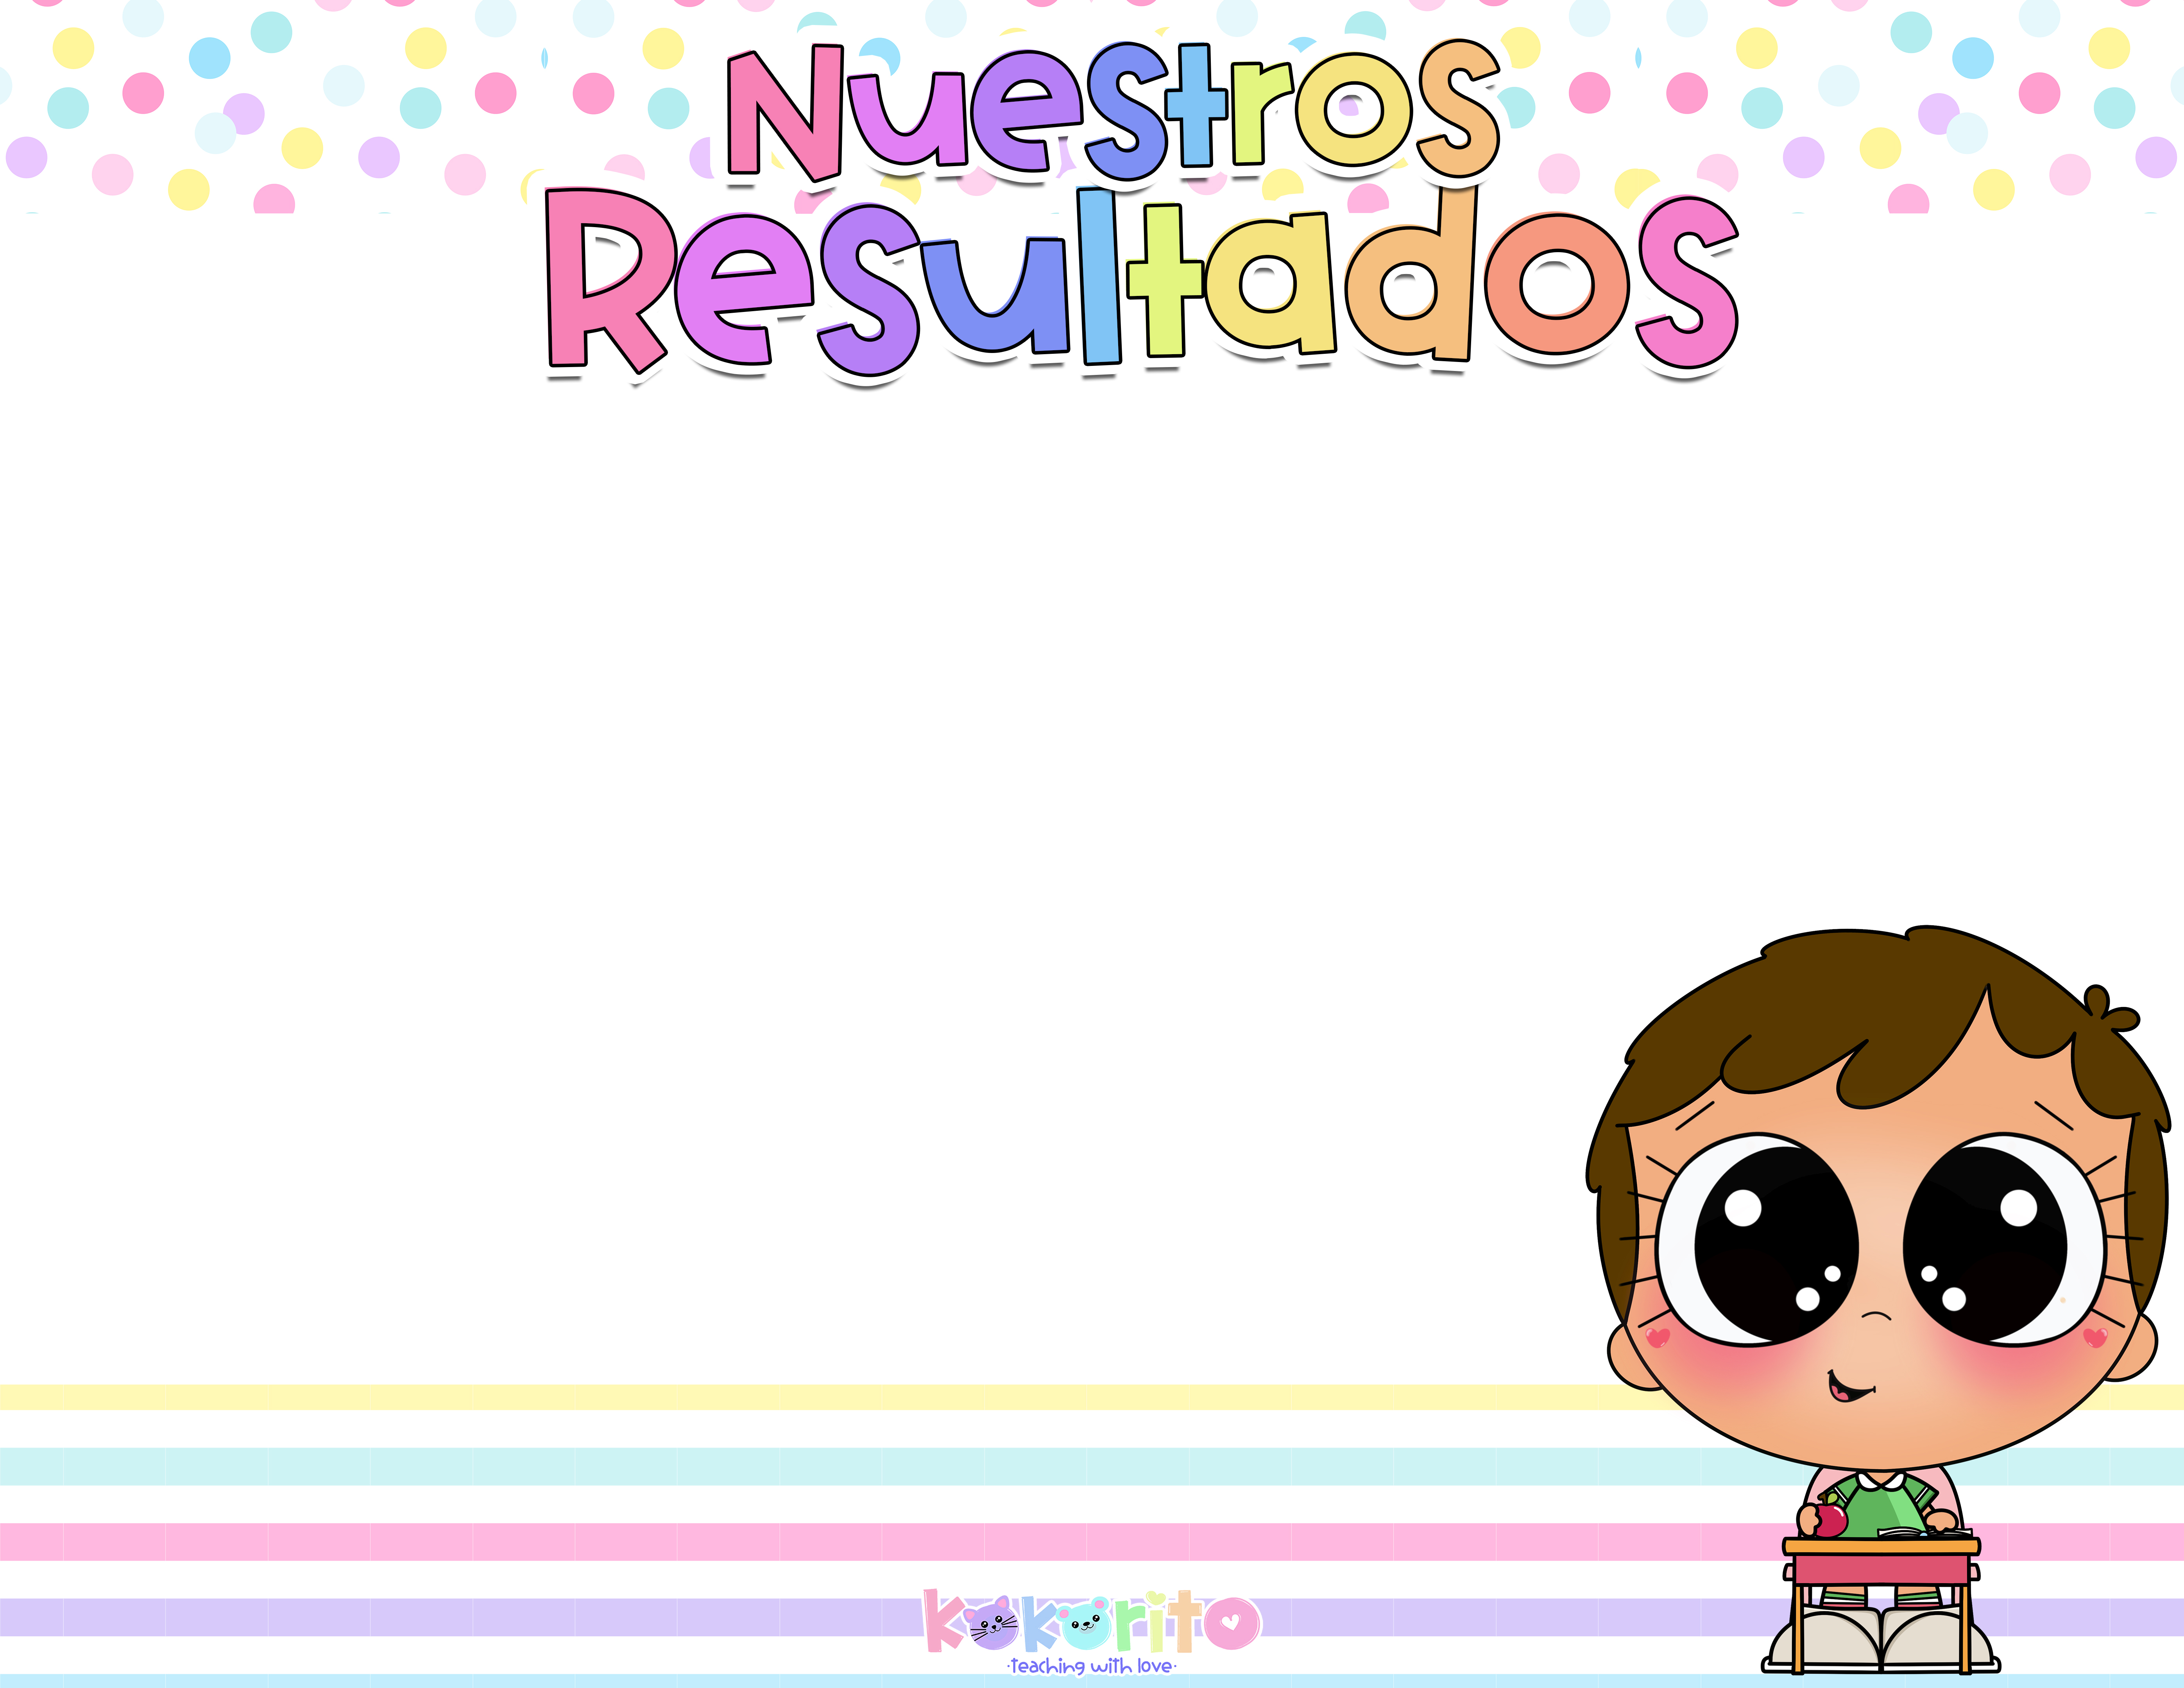 Nuestros
Resultados
kokorito
·teaching with love·